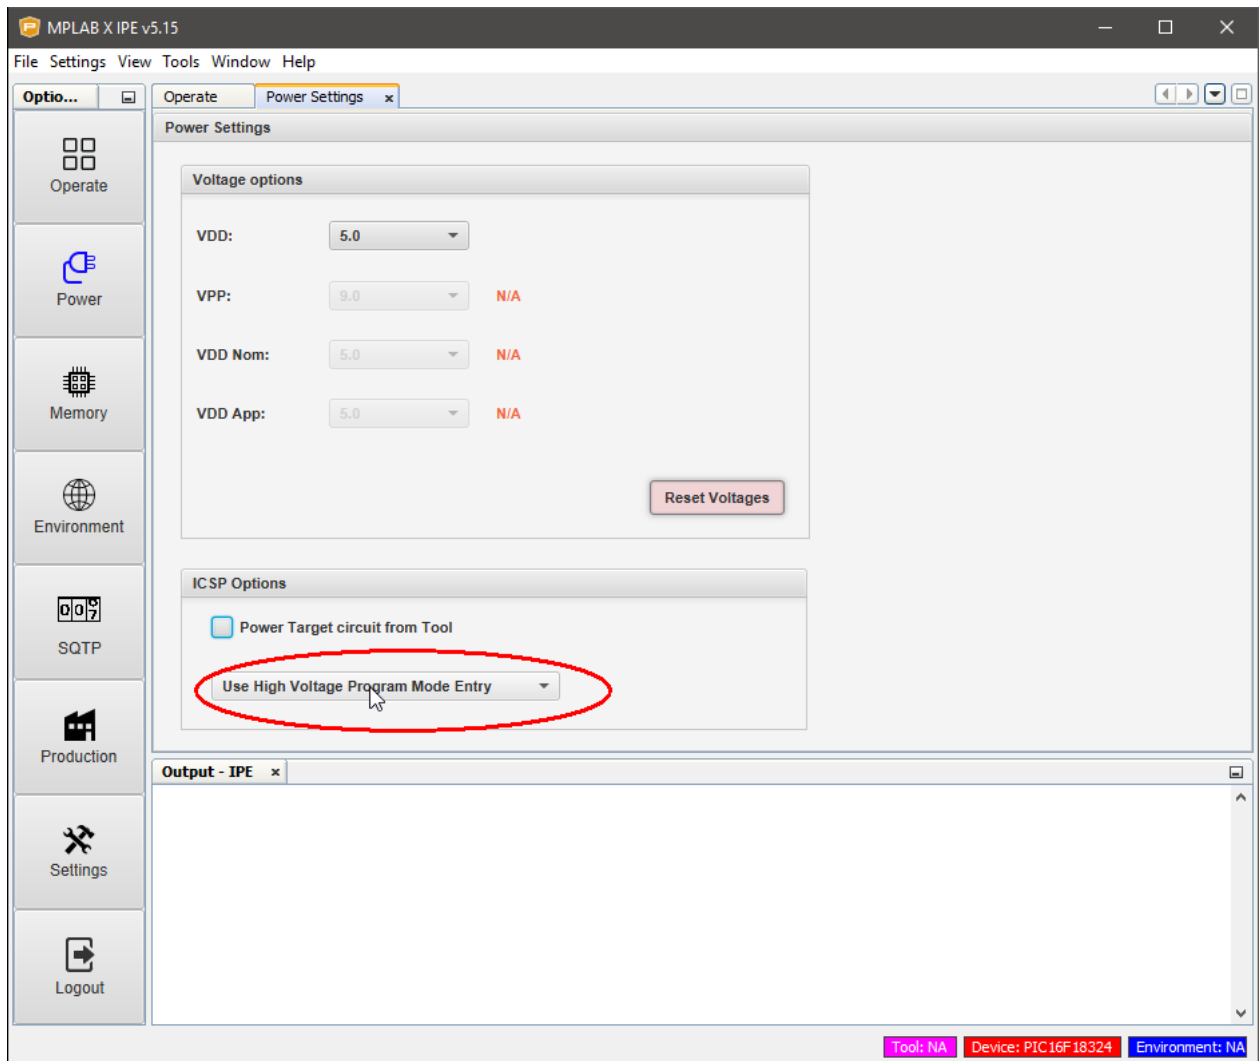 MPLAB X IPE v5.15
File Settings View Tools Window Help
Optio...
Operate
Power Settings
Power Settings
Operate
Power
Memory
Environment
SQTP
Production
Settings
Logout
Voltage options
VDD: 5.0
VPP: 9.0 N/A
VDD Nom: 5.0 N/A
VDD App: 5.0 N/A
Reset Voltages
ICSP Options
Power Target circuit from Tool
Use High Voltage Program Mode Entry
Output - IPE
Tool: NA Device: PIC16F18324 Environment: NA